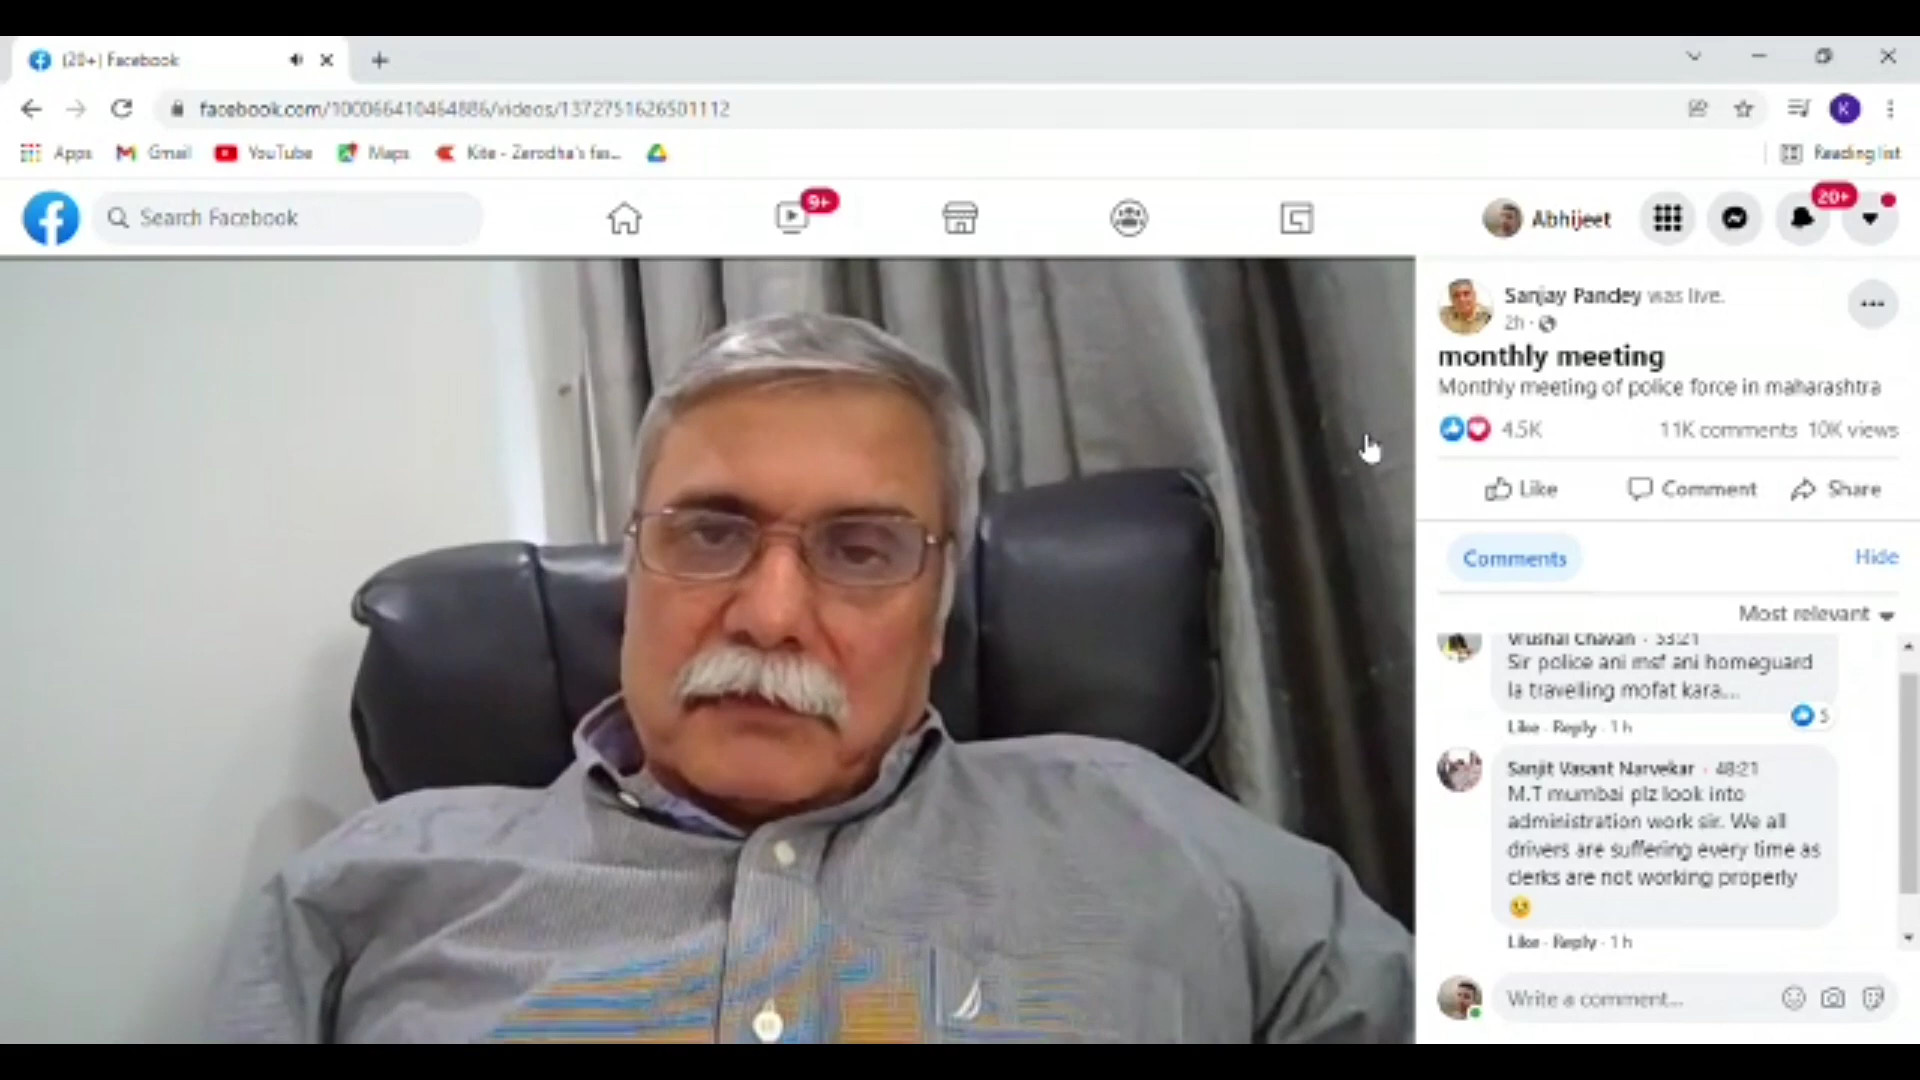 (20+) Facebook
facebook.com/100066410464886/videos/1372751626501112
Apps
Gmail
YouTube
Maps
Kite - Zerodha's fas...
Reading list
Search Facebook
9+
Abhijeet
20+
K
Sanjay Pandey was live.
2h
monthly meeting
Monthly meeting of police force in maharashtra
4.5K
11K comments 10K views
Like
Comment
Share
Comments
Hide
Most relevant
Vrushal Chavan · 53:21
Sir police ani msf ani homeguard
la travelling mofat kara...
5
Like · Reply · 1 h
Sanjit Vasant Narvekar · 48:21
M.T mumbai plz look into
administration work sir. We all
drivers are suffering every time as
clerks are not working properly
Like · Reply · 1 h
Write a comment...